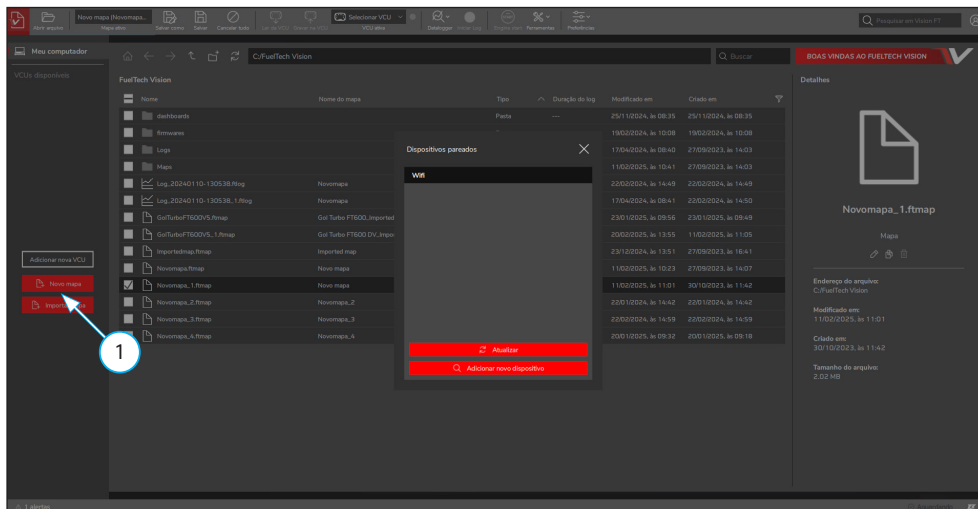 Abrir arquivo
Novo mapa (Novomapa...
Mapa ativo
Salvar como
Salvar
Cancelar tudo
Ler da VCU
Gravar na VCU
Selecionar VCU
VCU ativa
Datalogger
Iniciar Log
Ferramentas
Preferências
Pesquisar em Vision FT
Meu computador
VCUs disponíveis
C:/FuelTech Vision
Buscar
BOAS VINDAS AO FUELTECH VISION
FuelTech Vision
Detalhes
Nome Nome do mapa Tipo Duração do log Modificado em Criado em
dashboards Pasta — 25/11/2024, às 08:35 25/11/2024, às 08:35
firmwares 19/02/2024, às 10:08 19/02/2024, às 10:08
Logs 17/04/2024, às 08:40 27/09/2023, às 14:03
Maps 11/02/2025, às 10:41 27/09/2023, às 14:03
Log_20240110-130538.ftlog Novomapa 22/02/2024, às 14:49 22/02/2024, às 14:49
Log_20240110-130538_1.ftlog Novomapa 17/04/2024, às 08:41 22/02/2024, às 14:50
GolTurboFT600V5.ftmap Gol Turbo FT600_Imported 23/01/2025, às 09:56 23/01/2025, às 09:49
GolTurboFT600V5_1.ftmap Gol Turbo FT600 DV_Impo 20/02/2025, às 13:55 11/02/2025, às 11:05
Importedmap.ftmap Imported map 23/12/2024, às 13:51 27/09/2023, às 16:41
Novomapa.ftmap Novo mapa 11/02/2025, às 10:23 27/09/2023, às 14:07
Novomapa_1.ftmap Novo mapa 11/02/2025, às 11:01 30/10/2023, às 11:42
Novomapa_2.ftmap Novomapa_2 22/01/2024, às 14:42 22/01/2024, às 14:42
Novomapa_3.ftmap Novomapa_3 22/02/2024, às 14:59 22/02/2024, às 14:59
Novomapa_4.ftmap Novomapa_4 20/01/2025, às 09:32 20/01/2025, às 09:18
Dispositivos pareados
Wifi
Atualizar
Adicionar novo dispositivo
Adicionar nova VCU
Novo mapa
1
Novomapa_1.ftmap
Mapa
Endereço do arquivo:
C:/FuelTech Vision
Modificado em:
11/02/2025, às 11:01
Criado em:
30/10/2023, às 11:42
Tamanho do arquivo:
2.02 MB
1 alertas